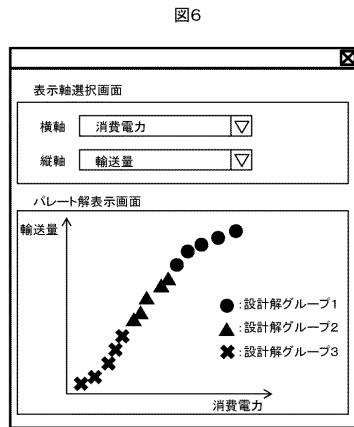 図6
表示軸選択画面
横軸 消費電力
縦軸 輸送量
パレート解表示画面
輸送量
●:設計解グループ1
▲:設計解グループ2
✖:設計解グループ3
消費電力